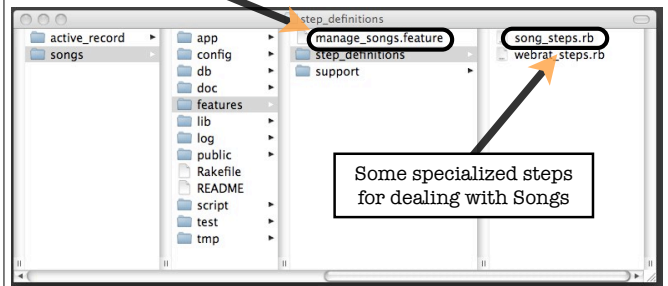 step_definitions
active_record
songs
app
config
db
doc
features
lib
log
public
Rakefile
README
script
test
tmp
manage_songs.feature
step_definitions
support
song_steps.rb
webrat_steps.rb
Some specialized steps
for dealing with Songs